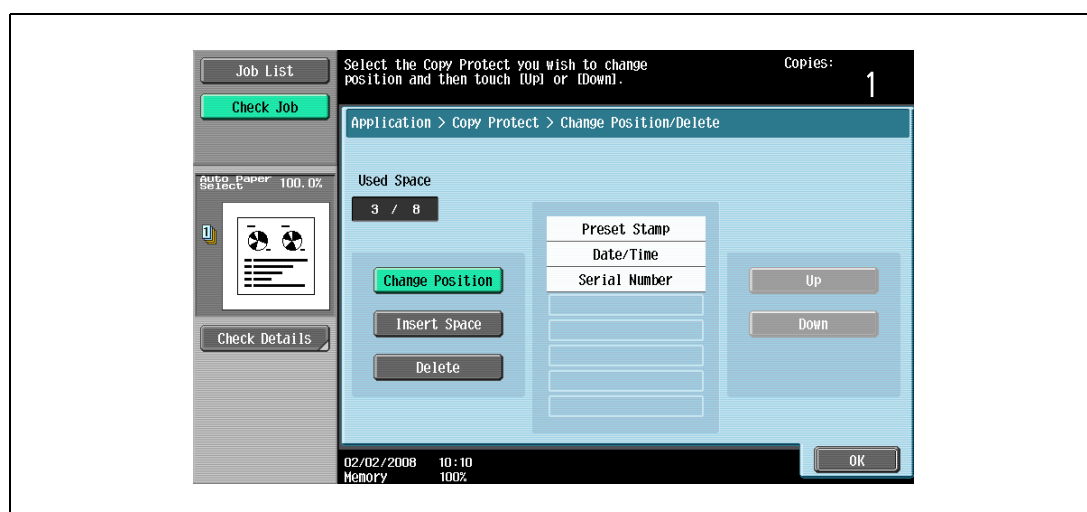 Job List
Check Job
Select the Copy Protect you wish to change
position and then touch [Up] or [Down].
Copies:
1
Application > Copy Protect > Change Position/Delete
Auto Paper
Select
100.0%
1
Check Details
Used Space
3 / 8
Change Position
Insert Space
Delete
Preset Stamp
Date/Time
Serial Number
Up
Down
02/02/2008 10:10
Memory 100%
OK